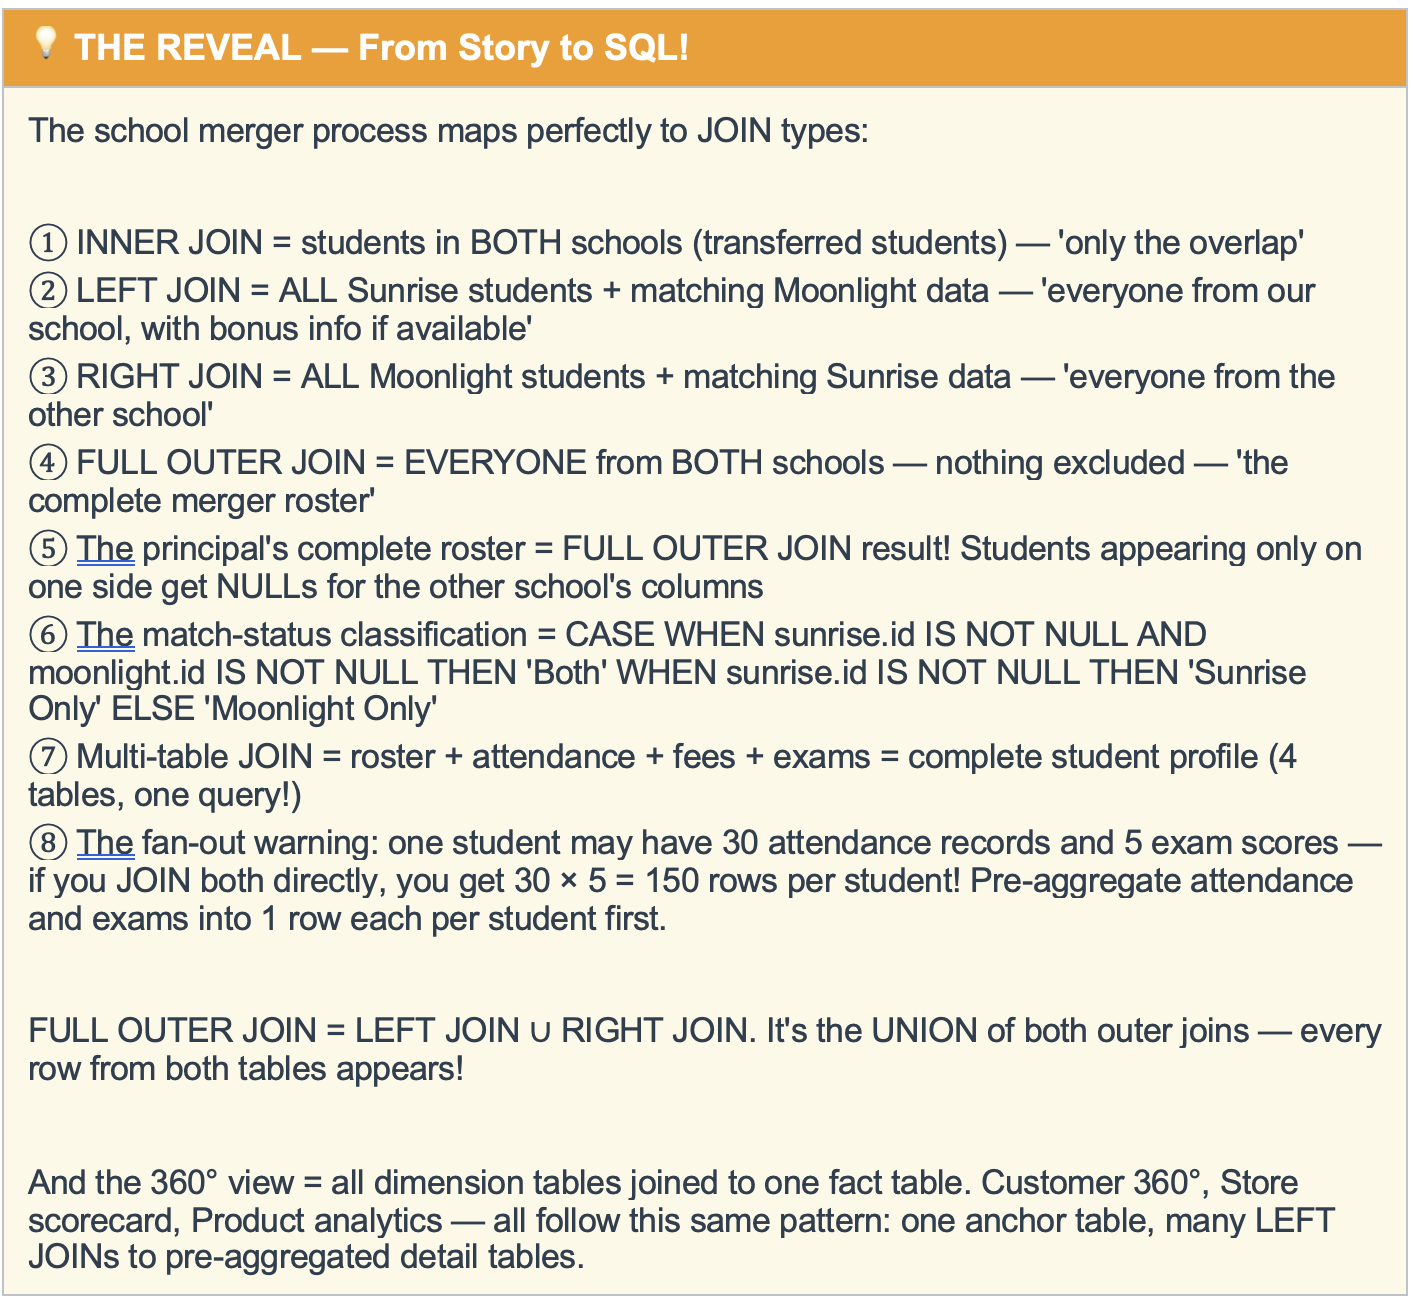 💡 THE REVEAL — From Story to SQL!
The school merger process maps perfectly to JOIN types:
① INNER JOIN = students in BOTH schools (transferred students) — 'only the overlap'
② LEFT JOIN = ALL Sunrise students + matching Moonlight data — 'everyone from our
school, with bonus info if available'
③ RIGHT JOIN = ALL Moonlight students + matching Sunrise data — 'everyone from the
other school'
④ FULL OUTER JOIN = EVERYONE from BOTH schools — nothing excluded — 'the
complete merger roster'
⑤ The principal's complete roster = FULL OUTER JOIN result! Students appearing only on
one side get NULLs for the other school's columns
⑥ The match-status classification = CASE WHEN sunrise.id IS NOT NULL AND
moonlight.id IS NOT NULL THEN 'Both' WHEN sunrise.id IS NOT NULL THEN 'Sunrise
Only' ELSE 'Moonlight Only'
⑦ Multi-table JOIN = roster + attendance + fees + exams = complete student profile (4
tables, one query!)
⑧ The fan-out warning: one student may have 30 attendance records and 5 exam scores —
if you JOIN both directly, you get 30 × 5 = 150 rows per student! Pre-aggregate attendance
and exams into 1 row each per student first.
FULL OUTER JOIN = LEFT JOIN ∪ RIGHT JOIN. It's the UNION of both outer joins — every
row from both tables appears!
And the 360° view = all dimension tables joined to one fact table. Customer 360°, Store
scorecard, Product analytics — all follow this same pattern: one anchor table, many LEFT
JOINs to pre-aggregated detail tables.